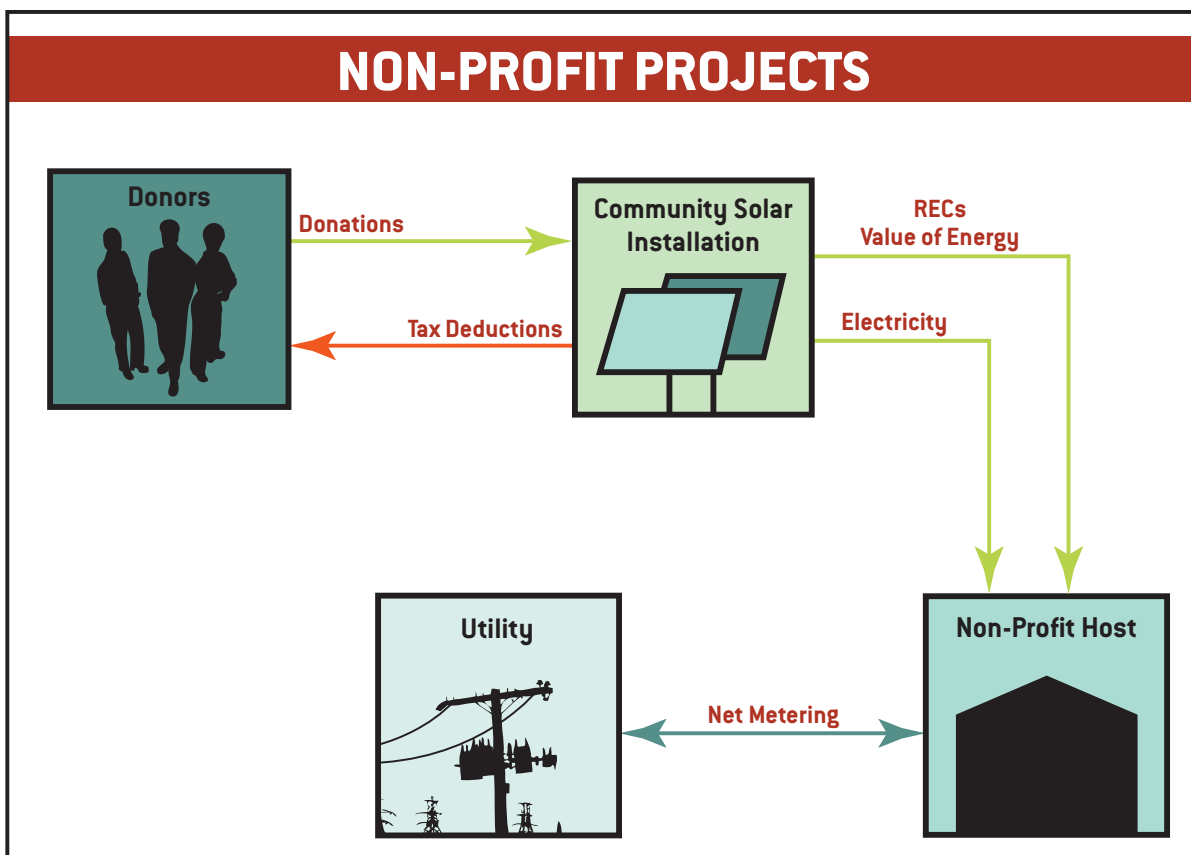 NON-PROFIT PROJECTS
Donors
Donations
Tax Deductions
Community Solar
Installation
RECs
Value of Energy
Electricity
Utility
Net Metering
Non-Profit Host